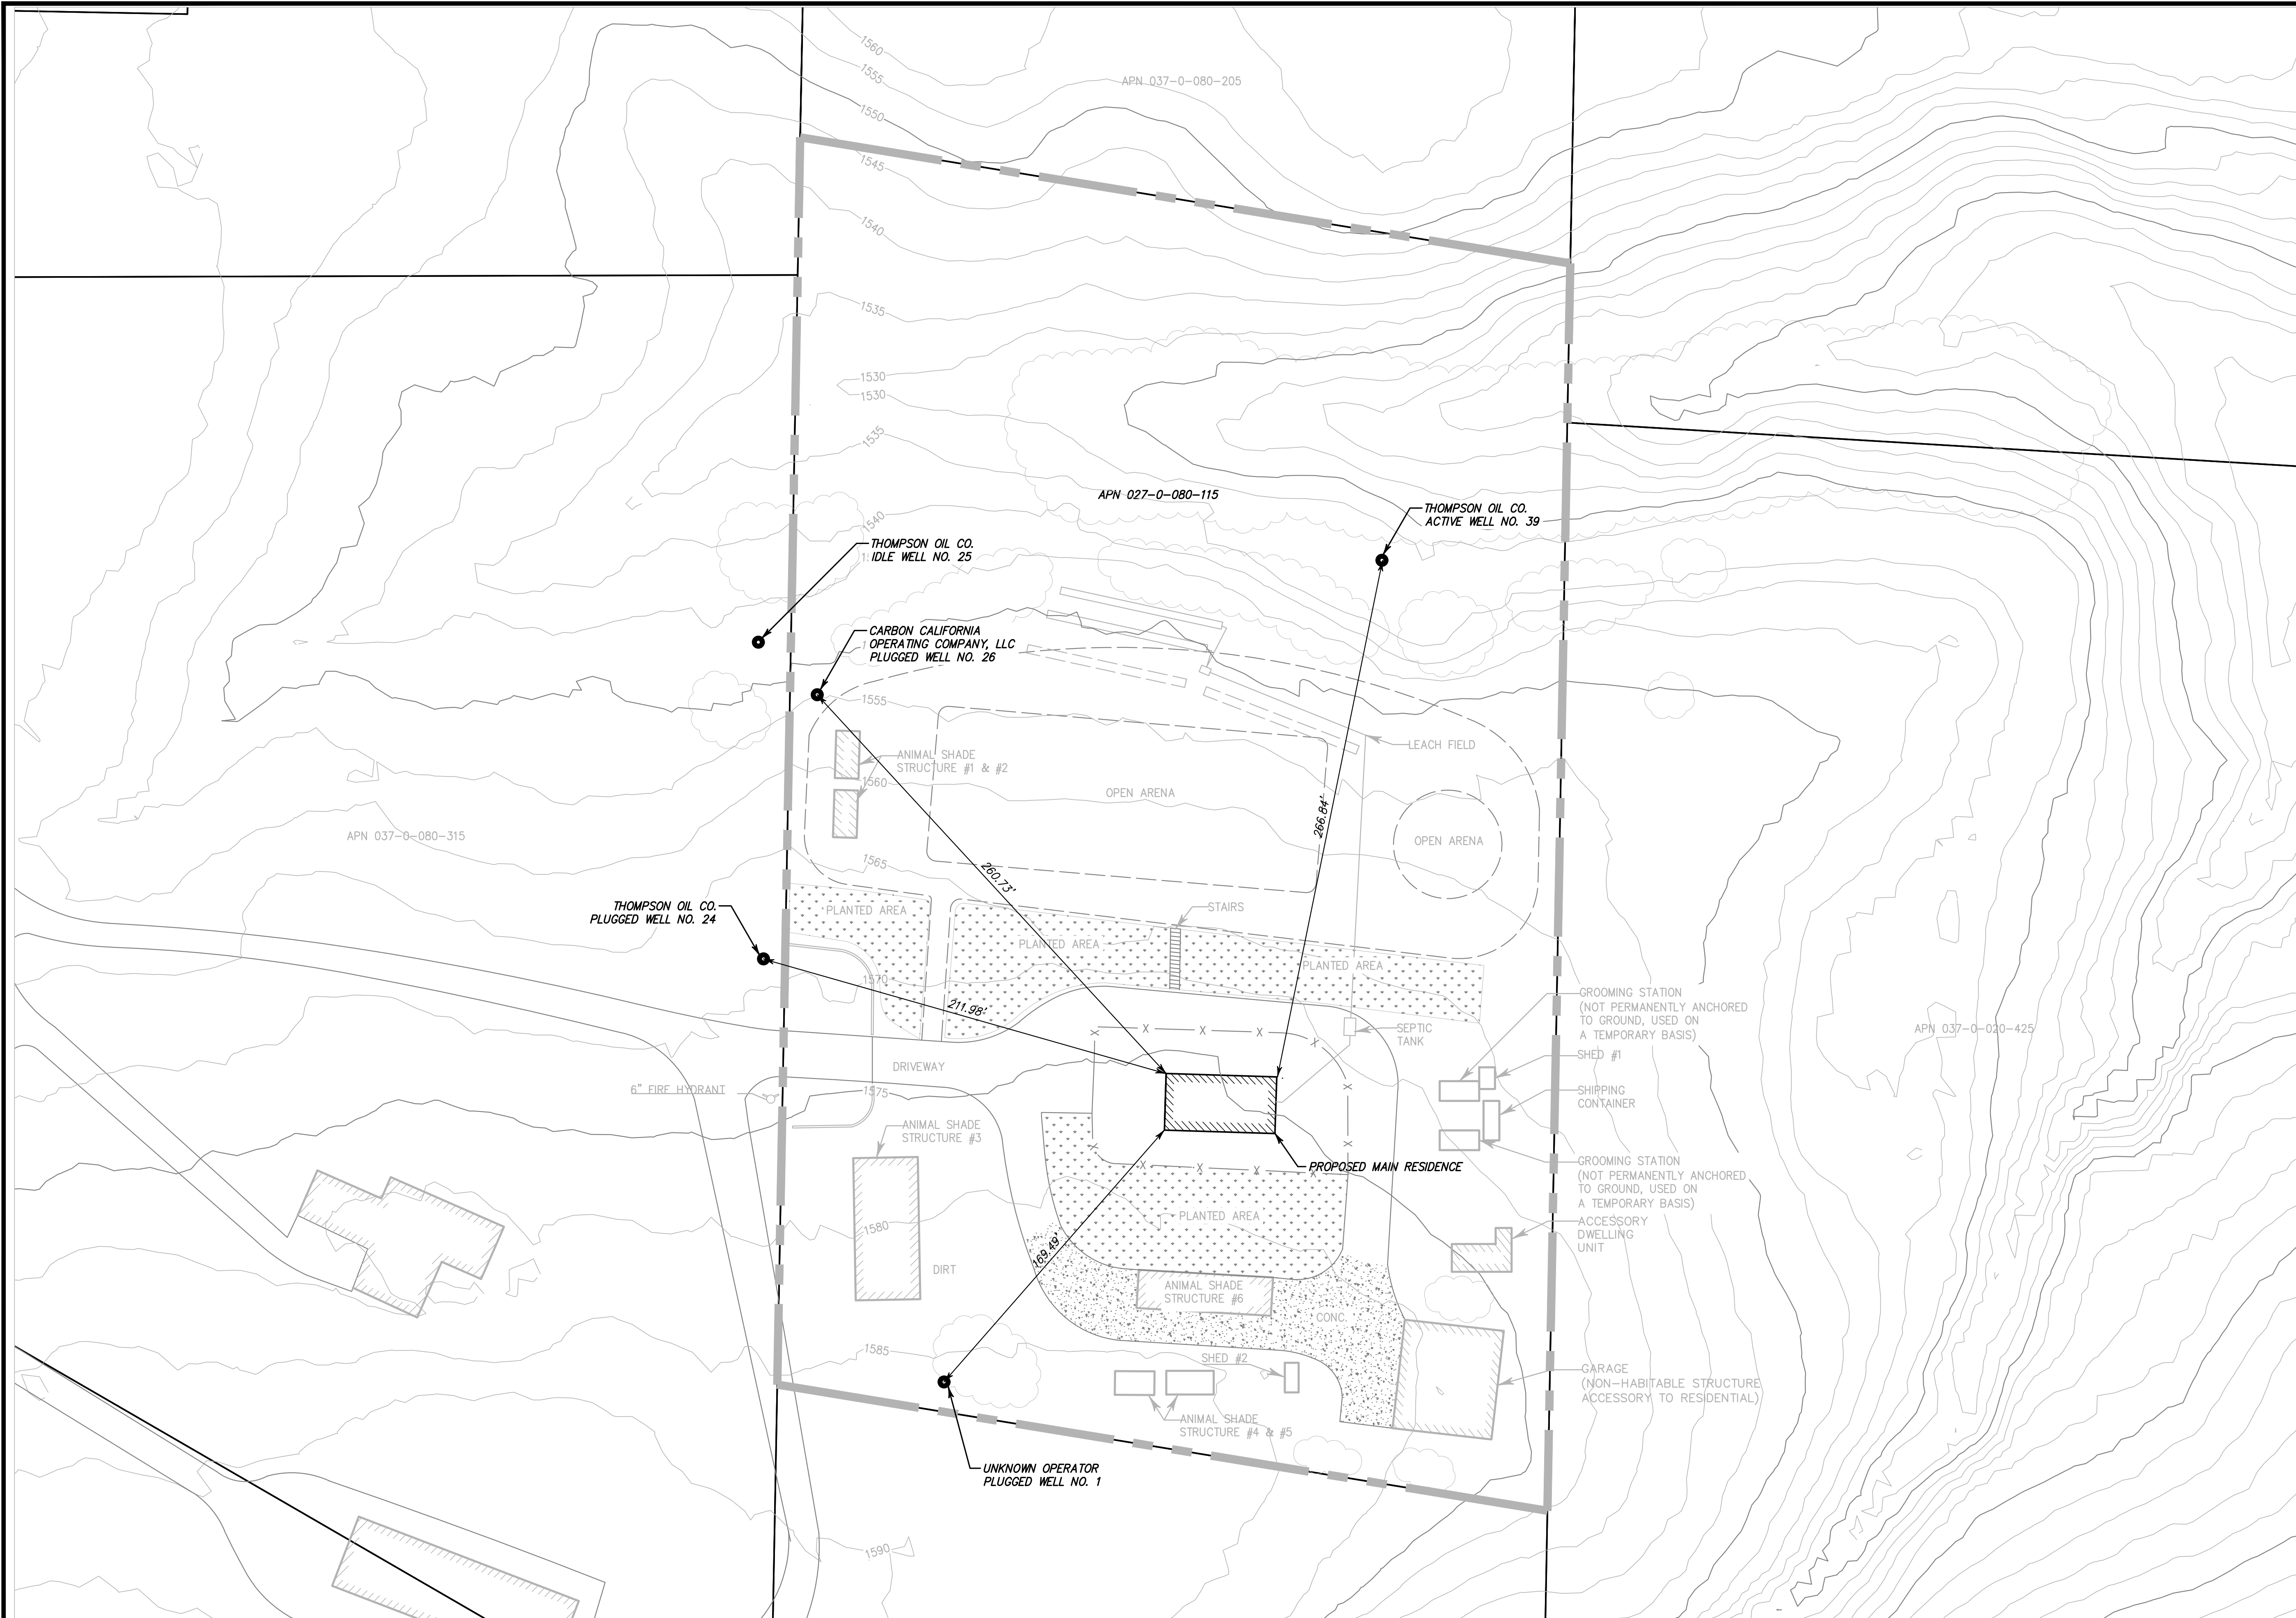 1560
1555
APN 037-0-080-205
1550
1545
1540
1535
1530
1530
1535
APN 027-0-080-115
THOMPSON OIL CO.
ACTIVE WELL NO. 39
1540
THOMPSON OIL CO.
IDLE WELL NO. 25
CARBON CALIFORNIA
OPERATING COMPANY, LLC
PLUGGED WELL NO. 26
1555
LEACH FIELD
ANIMAL SHADE
STRUCTURE #1 & #2
1560
OPEN ARENA
266.84'
APN 037-0-080-315
OPEN ARENA
1565
260.73'
THOMPSON OIL CO.
PLUGGED WELL NO. 24
PLANTED AREA
STAIRS
PLANTED AREA
PLANTED AREA
1570
211.98'
GROOMING STATION
(NOT PERMANENTLY ANCHORED
TO GROUND, USED ON
A TEMPORARY BASIS)
X X X X
SEPTIC
TANK
APN 037-0-020-425
SHED #1
DRIVEWAY
6" FIRE HYDRANT
1575
X
SHIPPING
CONTAINER
ANIMAL SHADE
STRUCTURE #3
X X
X X X X
PROPOSED MAIN RESIDENCE
GROOMING STATION
(NOT PERMANENTLY ANCHORED
TO GROUND, USED ON
A TEMPORARY BASIS)
PLANTED AREA
1580
ACCESSORY
DWELLING
UNIT
169.49'
DIRT
ANIMAL SHADE
STRUCTURE #6
CONC.
1585
SHED #2
GARAGE
(NON-HABITABLE STRUCTURE
ACCESSORY TO RESIDENTIAL)
ANIMAL SHADE
STRUCTURE #4 & #5
UNKNOWN OPERATOR
PLUGGED WELL NO. 1
1590